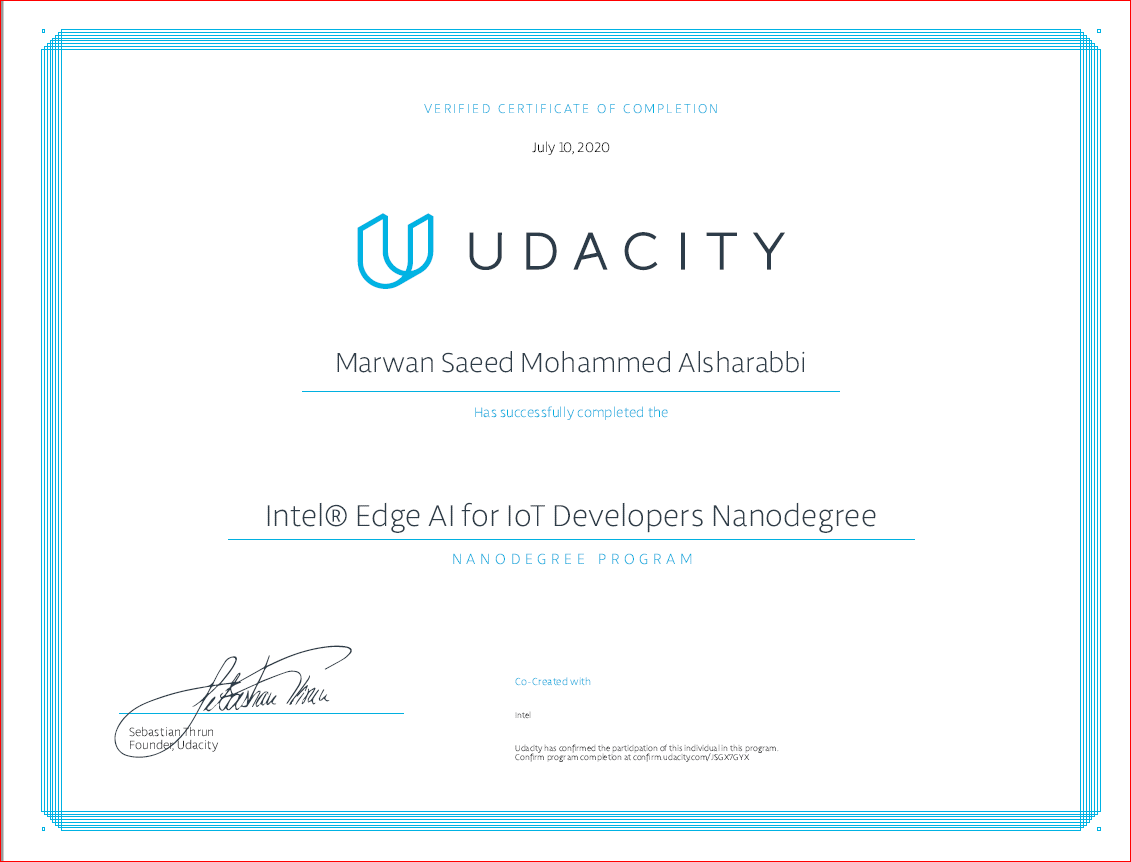 VERIFIED CERTIFICATE OF COMPLETION
July 10, 2020
UDACITY
Marwan Saeed Mohammed Alsharabbi
Has successfully completed the
Intel® Edge AI for IoT Developers Nanodegree
NANODEGREE PROGRAM
Sebastian Thrun
Sebastian Thrun
Founder, Udacity
Co-Created with
Intel
Udacity has confirmed the participation of this individual in this program.
Confirm program completion at confirm.udacity.com/JSGX7GYX